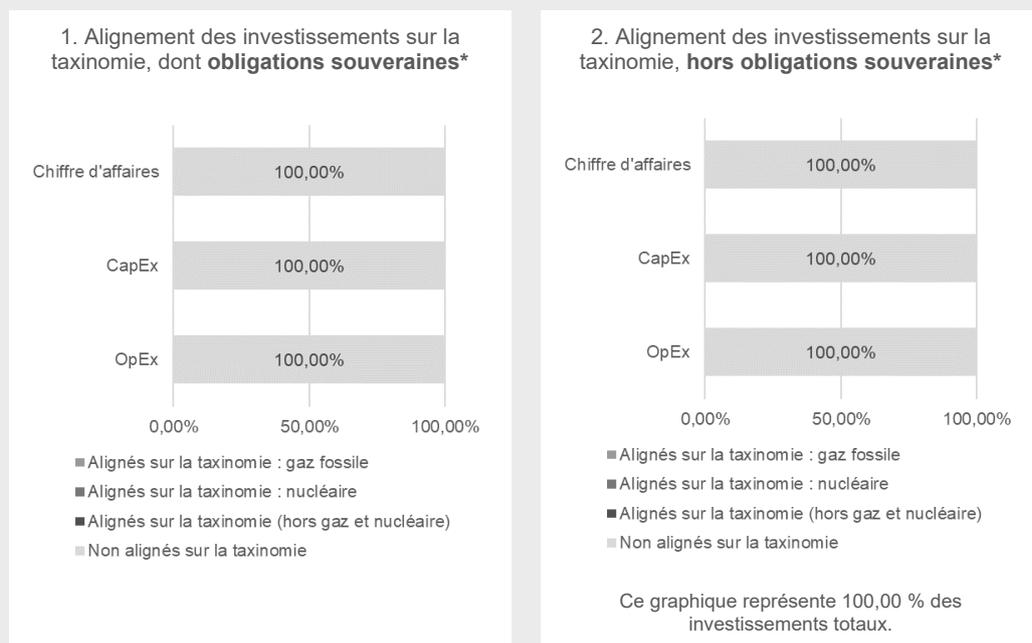 1. Alignement des investissements sur la
taxinomie, dont obligations souveraines*
Chiffre d'affaires
100,00%
CapEx
100,00%
OpEx
100,00%
0,00%
50,00%
100,00%
Alignés sur la taxinomie : gaz fossile
Alignés sur la taxinomie : nucléaire
Alignés sur la taxinomie (hors gaz et nucléaire)
Non alignés sur la taxinomie
2. Alignement des investissements sur la
taxinomie, hors obligations souveraines*
Chiffre d'affaires
100,00%
CapEx
100,00%
OpEx
100,00%
0,00%
50,00%
100,00%
Alignés sur la taxinomie : gaz fossile
Alignés sur la taxinomie : nucléaire
Alignés sur la taxinomie (hors gaz et nucléaire)
Non alignés sur la taxinomie
Ce graphique représente 100,00 % des
investissements totaux.